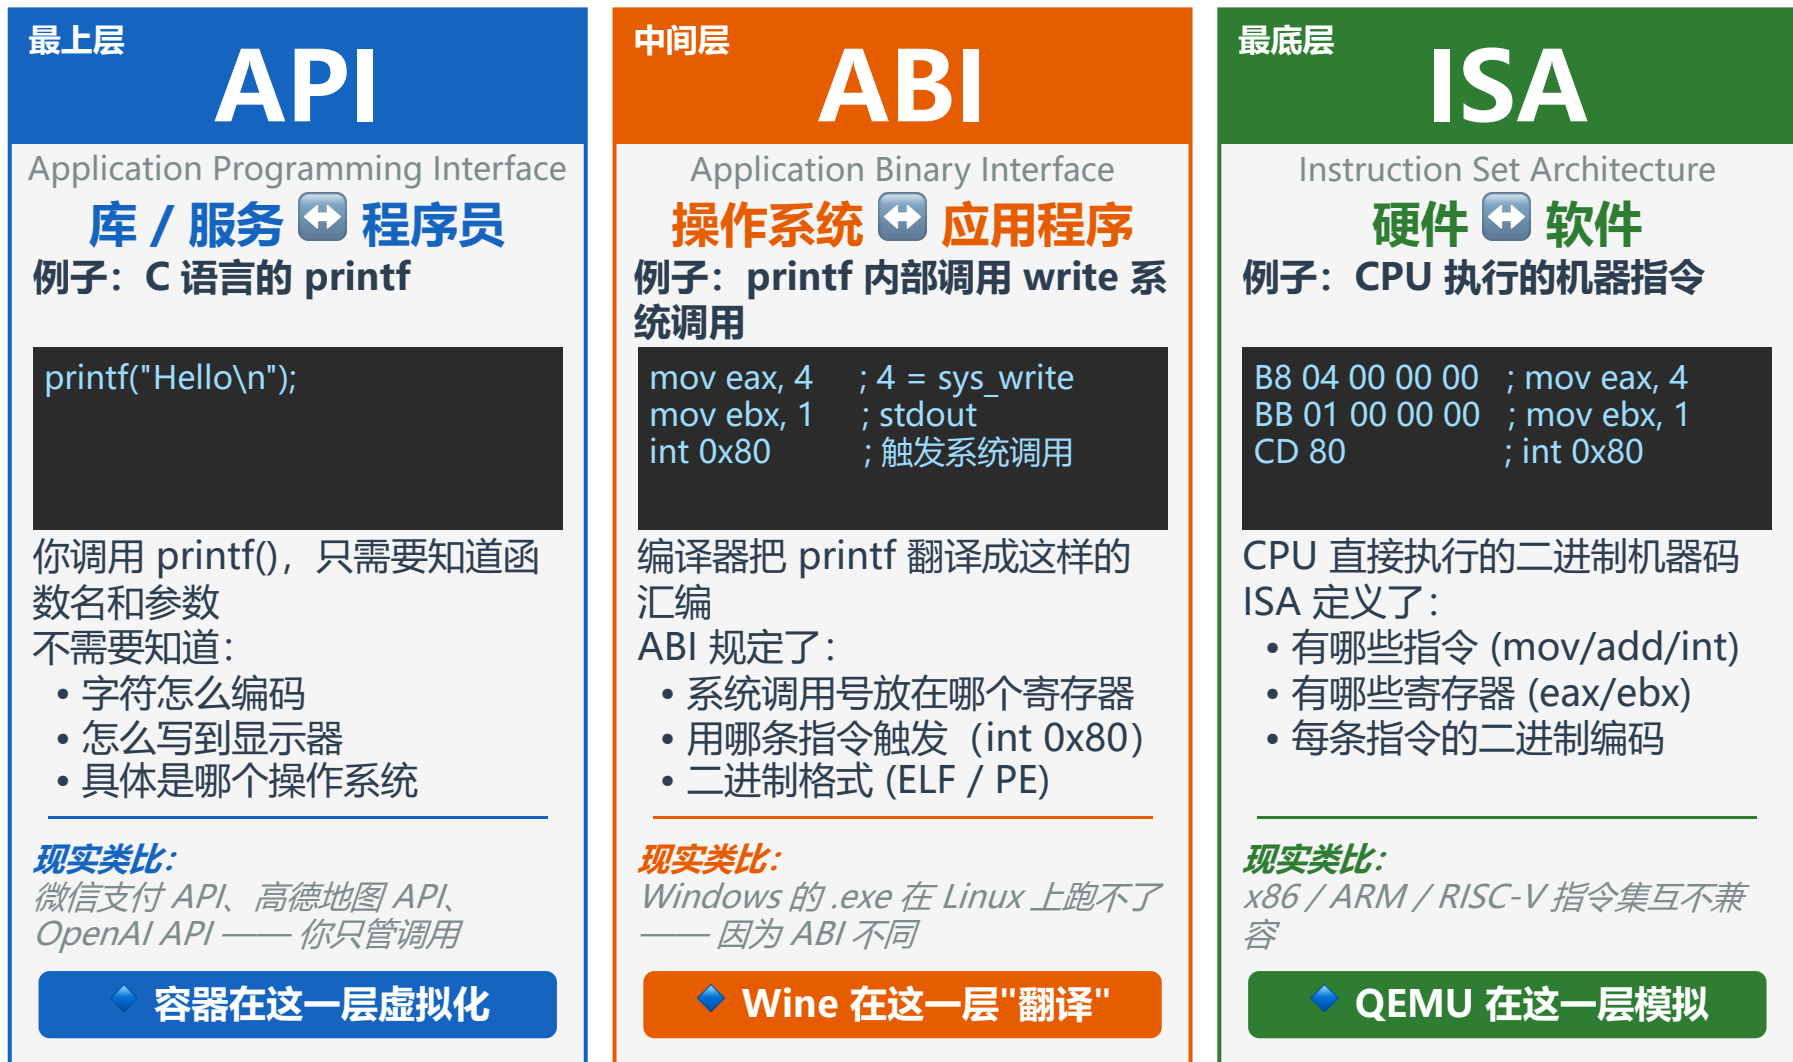 最上层
API
Application Programming Interface
库 / 服务 ↔ 程序员
例子：C 语言的 printf
printf("Hello\n");
你调用 printf()，只需要知道函
数名和参数
不需要知道：
• 字符怎么编码
• 怎么写到显示器
• 具体是哪个操作系统
现实类比：
微信支付 API、高德地图 API、
OpenAI API —— 你只管调用
🔹 容器在这一层虚拟化
中间层
ABI
Application Binary Interface
操作系统 ↔ 应用程序
例子：printf 内部调用 write 系
统调用
mov eax, 4 ; 4 = sys_write
mov ebx, 1 ; stdout
int 0x80 ; 触发系统调用
编译器把 printf 翻译成这样的
汇编
ABI 规定了：
• 系统调用号放在哪个寄存器
• 用哪条指令触发（int 0x80）
• 二进制格式 (ELF / PE)
现实类比：
Windows 的 .exe 在 Linux 上跑不了
—— 因为 ABI 不同
🔹 Wine 在这一层"翻译"
最底层
ISA
Instruction Set Architecture
硬件 ↔ 软件
例子：CPU 执行的机器指令
B8 04 00 00 00 ; mov eax, 4
BB 01 00 00 00 ; mov ebx, 1
CD 80 ; int 0x80
CPU 直接执行的二进制机器码
ISA 定义了：
• 有哪些指令 (mov/add/int)
• 有哪些寄存器 (eax/ebx)
• 每条指令的二进制编码
现实类比：
x86 / ARM / RISC-V 指令集互不兼
容
🔹 QEMU 在这一层模拟